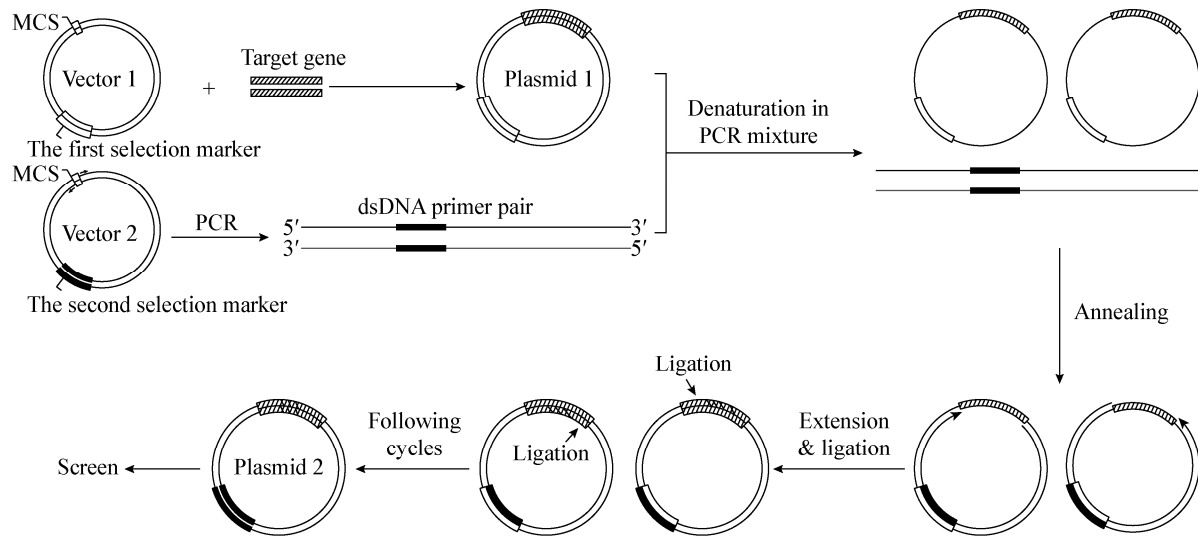 MCS
Vector 1
+
Target gene
Plasmid 1
The first selection marker
Denaturation in
PCR mixture
MCS
Vector 2
PCR
dsDNA primer pair
5′
3′
3′
5′
The second selection marker
Annealing
Ligation
Extension
& ligation
Ligation
Following
cycles
Plasmid 2
Screen